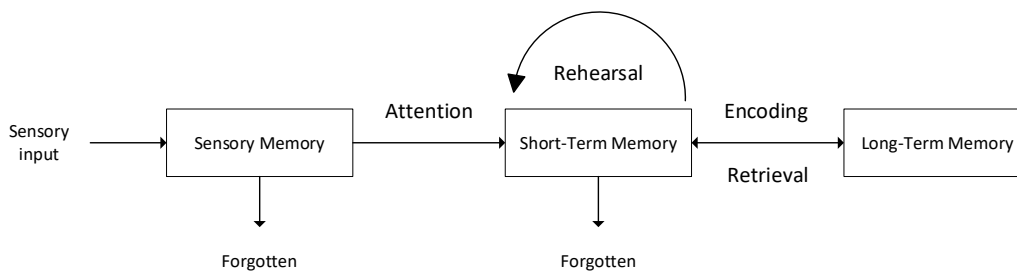 Rehearsal
Attention
Encoding
Sensory
input
Sensory Memory
Short-Term Memory
Long-Term Memory
Retrieval
Forgotten
Forgotten